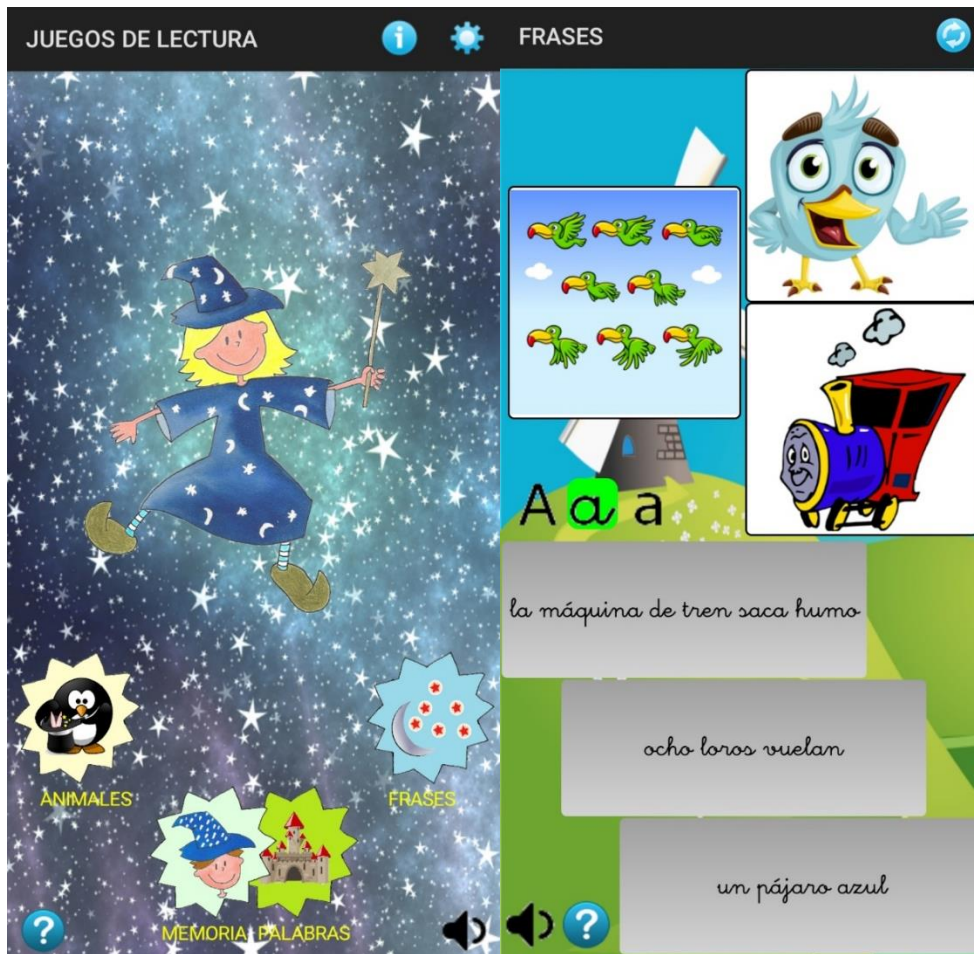 JUEGOS DE LECTURA
ANIMALES
FRASES
MEMORIA PALABRAS
?
FRASES
A a a
la máquina de tren saca humo
ocho loros vuelan
un pájaro azul
?